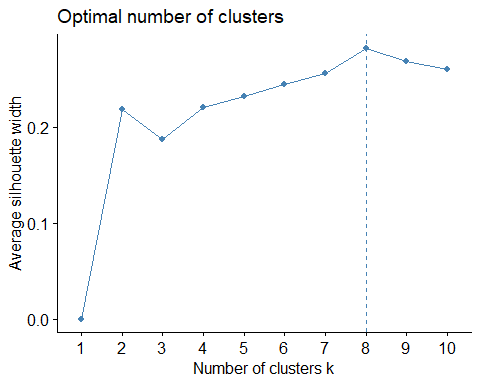 Optimal number of clusters
Average silhouette width
0.2
0.1
0.0
1 2 3 4 5 6 7 8 9 10
Number of clusters k